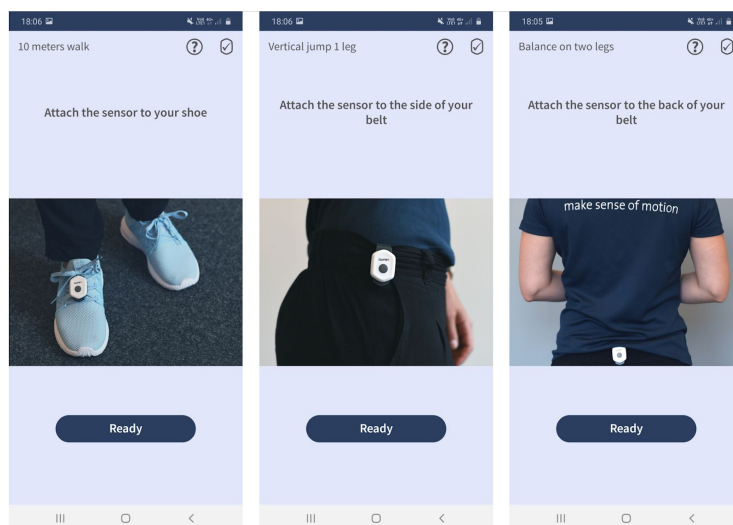 18:06
10 meters walk
Attach the sensor to your shoe
Ready
18:06
Vertical jump 1 leg
Attach the sensor to the side of your
belt
Ready
18:05
Balance on two legs
Attach the sensor to the back of your
belt
make sense of motion
Ready